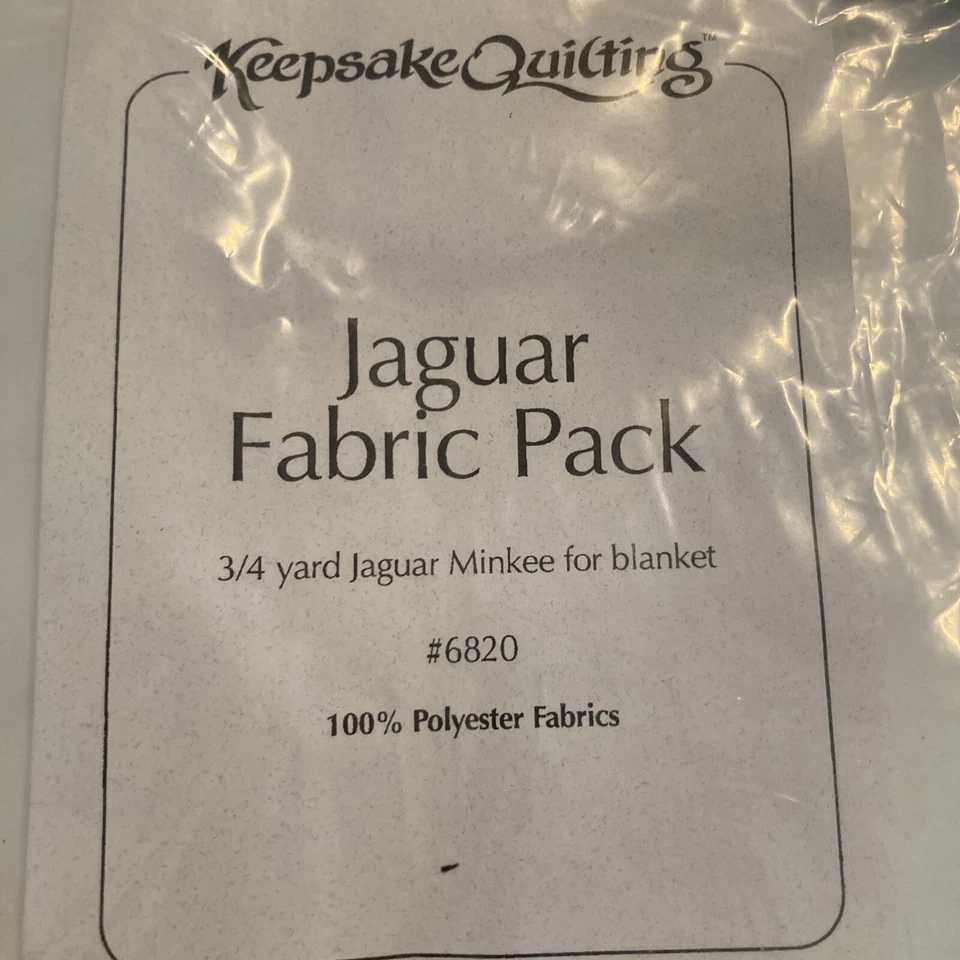 Keepsake Quilting™
Jaguar
Fabric Pack
3/4 yard Jaguar Minkee for blanket
#6820
100% Polyester Fabrics